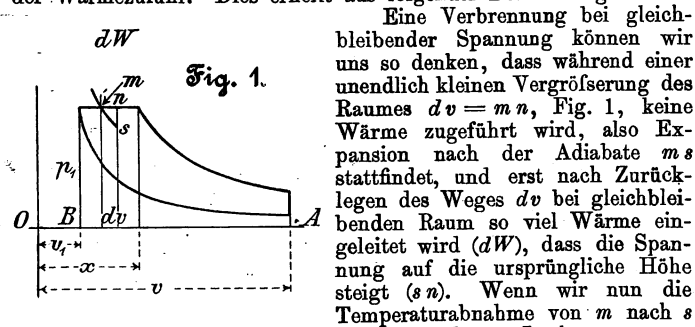 Eine Verbrennung bei gleich-
bleibender Spannung können wir
uns so denken, dass während einer
unendlich kleinen Vergröſserung des
Raumes dv = mn, Fig. 1, keine
Wärme zugeführt wird, also Ex-
pansion nach der Adiabate ms
stattfindet, und erst nach Zurück-
legen des Weges dv bei gleichblei-
benden Raum so viel Wärme ein-
geleitet wird (dW), dass die Span-
nung auf die ursprüngliche Höhe
steigt (sn). Wenn wir nun die
Temperaturabnahme von m nach s
dW
m
n
Fig. 1.
s
p₁
O B dv A
v₁
x
v